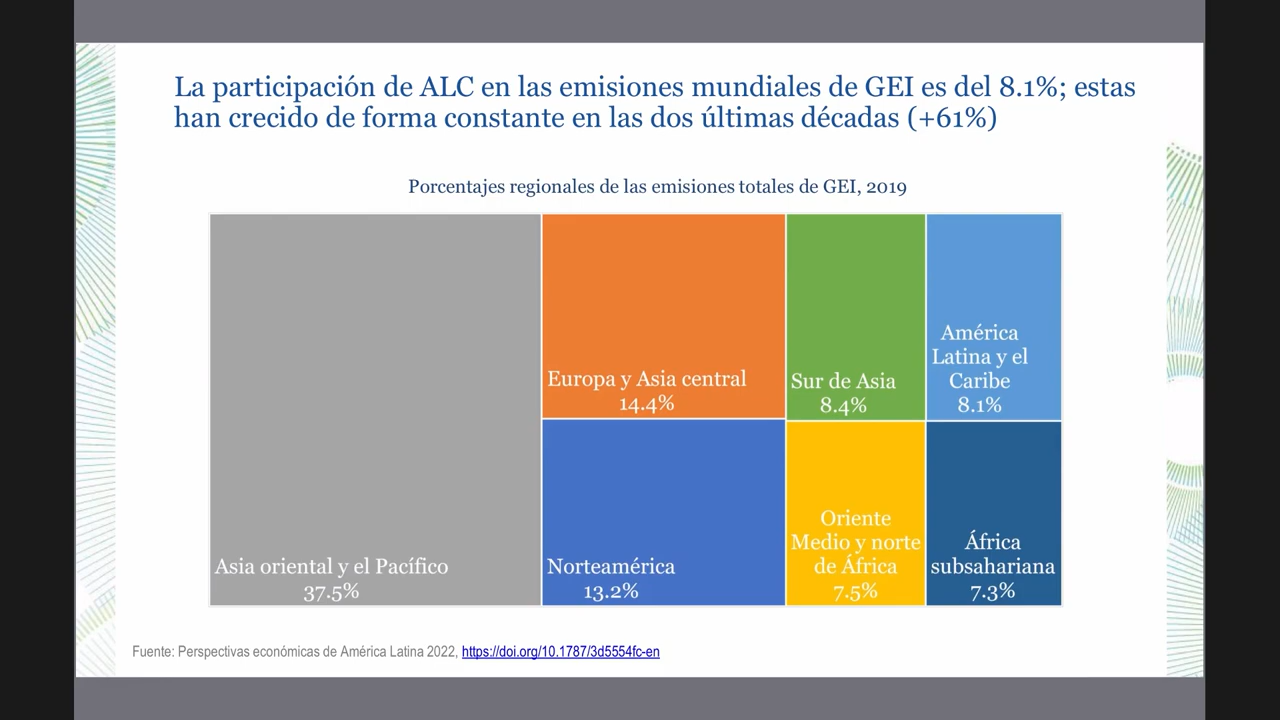 La participación de ALC en las emisiones mundiales de GEI es del 8.1%; estas
han crecido de forma constante en las dos últimas décadas (+61%)
Porcentajes regionales de las emisiones totales de GEI, 2019
Asia oriental y el Pacífico
37.5%
Europa y Asia central
14.4%
Norteamérica
13.2%
Sur de Asia
8.4%
América
Latina y el
Caribe
8.1%
Oriente
Medio y norte
de África
7.5%
África
subsahariana
7.3%
Fuente: Perspectivas económicas de América Latina 2022, https://doi.org/10.1787/3d5554fc-en